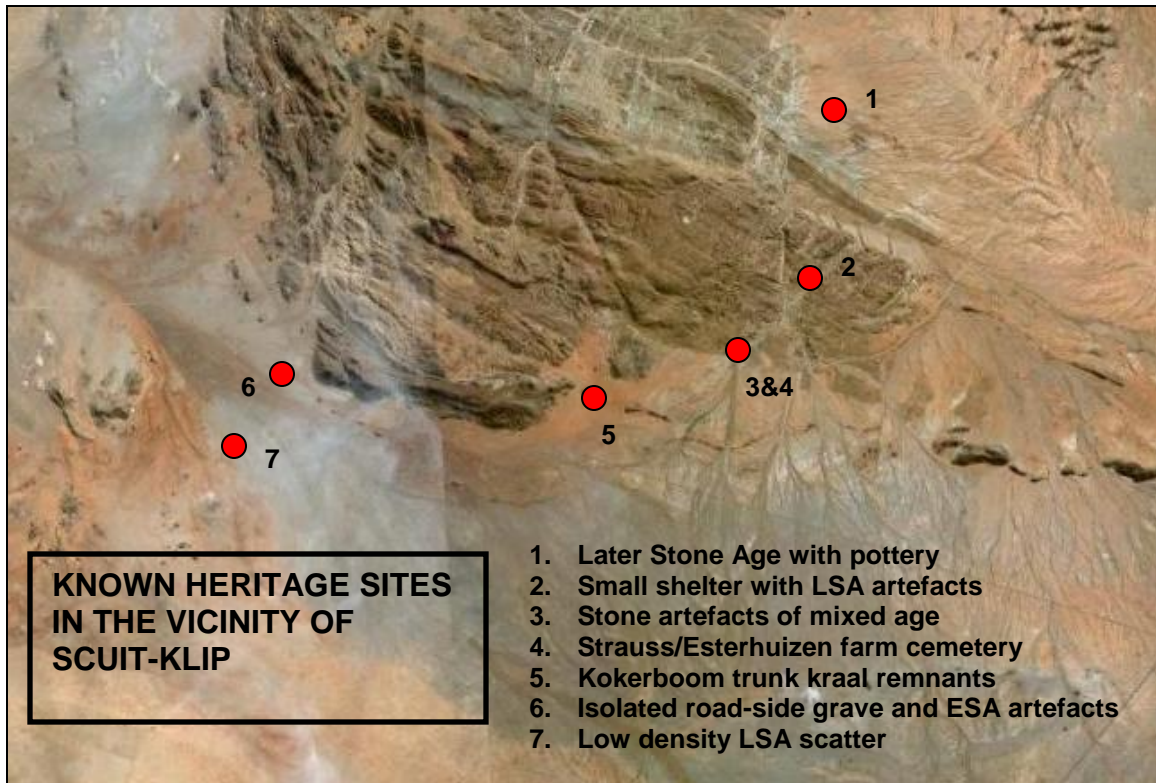 1
2
3&4
5
6
7
KNOWN HERITAGE SITES
IN THE VICINITY OF
SCUIT-KLIP
1. Later Stone Age with pottery
2. Small shelter with LSA artefacts
3. Stone artefacts of mixed age
4. Strauss/Esterhuizen farm cemetery
5. Kokerboom trunk kraal remnants
6. Isolated road-side grave and ESA artefacts
7. Low density LSA scatter